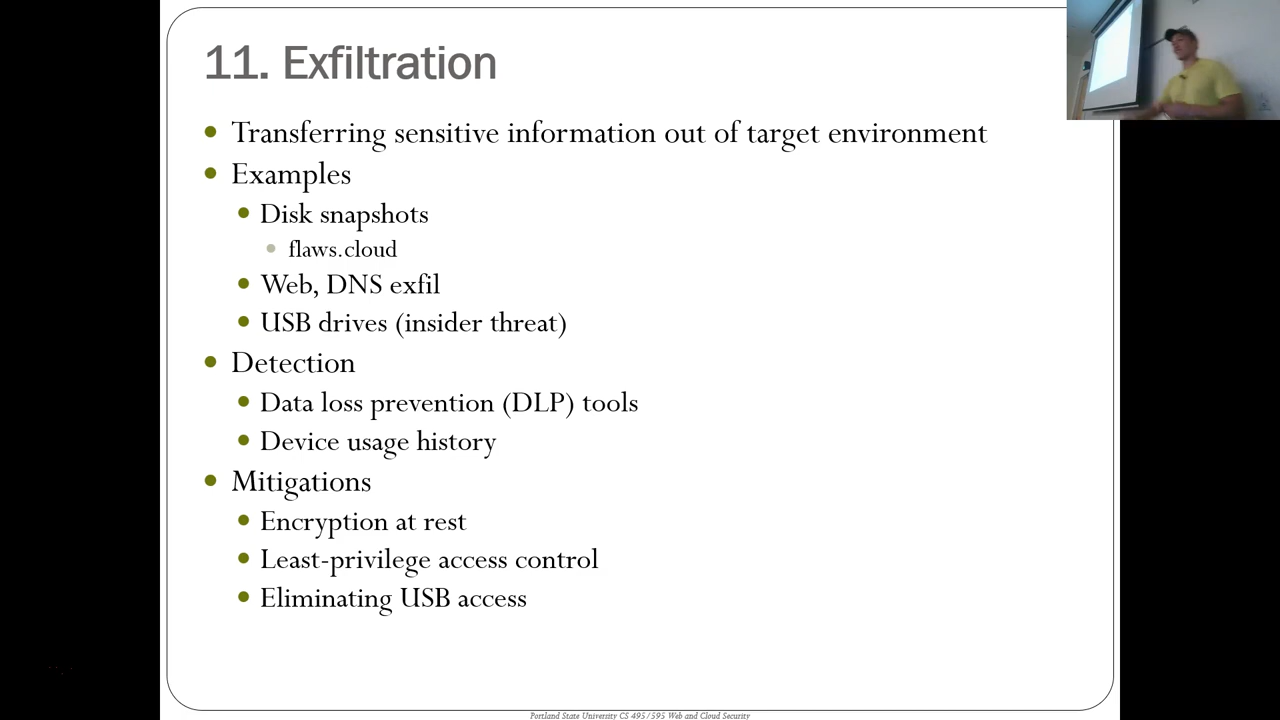 11. Exfiltration
Transferring sensitive information out of target environment
Examples
Disk snapshots
flaws.cloud
Web, DNS exfil
USB drives (insider threat)
Detection
Data loss prevention (DLP) tools
Device usage history
Mitigations
Encryption at rest
Least-privilege access control
Eliminating USB access
Portland State University CS 495/595 Web and Cloud Security